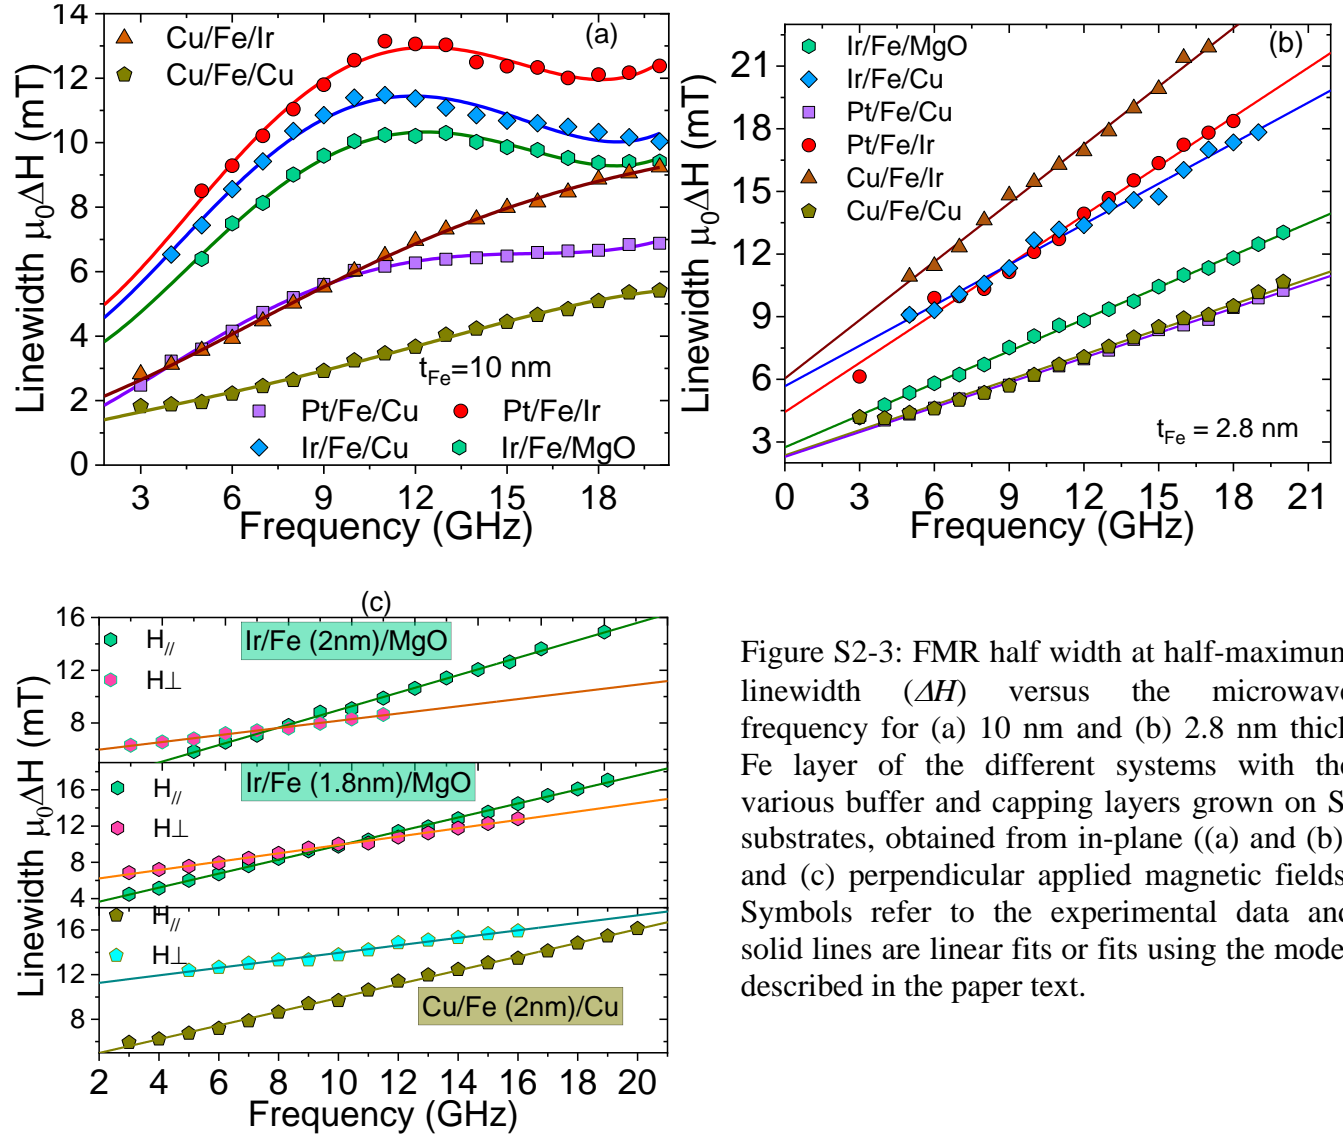 14
12
10
8
6
4
2
0
Linewidth μ₀ΔH (mT)
Cu/Fe/Ir
Cu/Fe/Cu
(a)
t_Fe=10 nm
Pt/Fe/Cu
Pt/Fe/Ir
Ir/Fe/Cu
Ir/Fe/MgO
3 6 9 12 15 18
Frequency (GHz)
21
18
15
12
9
6
3
Linewidth μ₀ΔH (mT)
(b)
Ir/Fe/MgO
Ir/Fe/Cu
Pt/Fe/Cu
Pt/Fe/Ir
Cu/Fe/Ir
Cu/Fe/Cu
t_Fe = 2.8 nm
0 3 6 9 12 15 18 21
Frequency (GHz)
(c)
16
12
8
H//
H⊥
Ir/Fe (2nm)/MgO
16
12
8
4
H//
H⊥
Ir/Fe (1.8nm)/MgO
16
12
8
H//
H⊥
Cu/Fe (2nm)/Cu
Linewidth μ₀ΔH (mT)
2 4 6 8 10 12 14 16 18 20
Frequency (GHz)
Figure S2-3: FMR half width at half-maximum
linewidth (ΔH) versus the microwave
frequency for (a) 10 nm and (b) 2.8 nm thick
Fe layer of the different systems with the
various buffer and capping layers grown on S
substrates, obtained from in-plane ((a) and (b)
and (c) perpendicular applied magnetic fields
Symbols refer to the experimental data and
solid lines are linear fits or fits using the mode
described in the paper text.